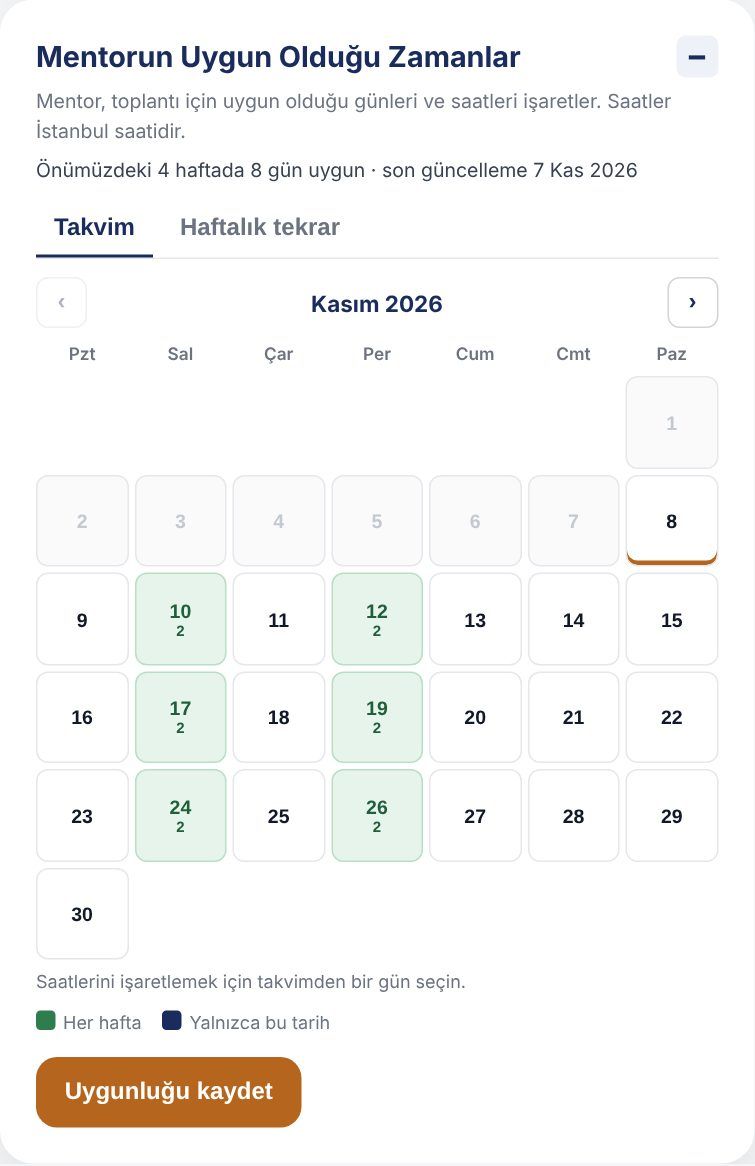 Mentorun Uygun Olduğu Zamanlar
Mentor, toplantı için uygun olduğu günleri ve saatleri işaretler. Saatler
İstanbul saatidir.
Önümüzdeki 4 haftada 8 gün uygun · son güncelleme 7 Kas 2026
Takvim Haftalık tekrar
‹ Kasım 2026 ›
Pzt Sal Çar Per Cum Cmt Paz
1
2 3 4 5 6 7 8
9 10 11 12 13 14 15
2 2
16 17 18 19 20 21 22
2 2
23 24 25 26 27 28 29
2 2
30
Saatlerini işaretlemek için takvimden bir gün seçin.
Her hafta Yalnızca bu tarih
Uygunluğu kaydet